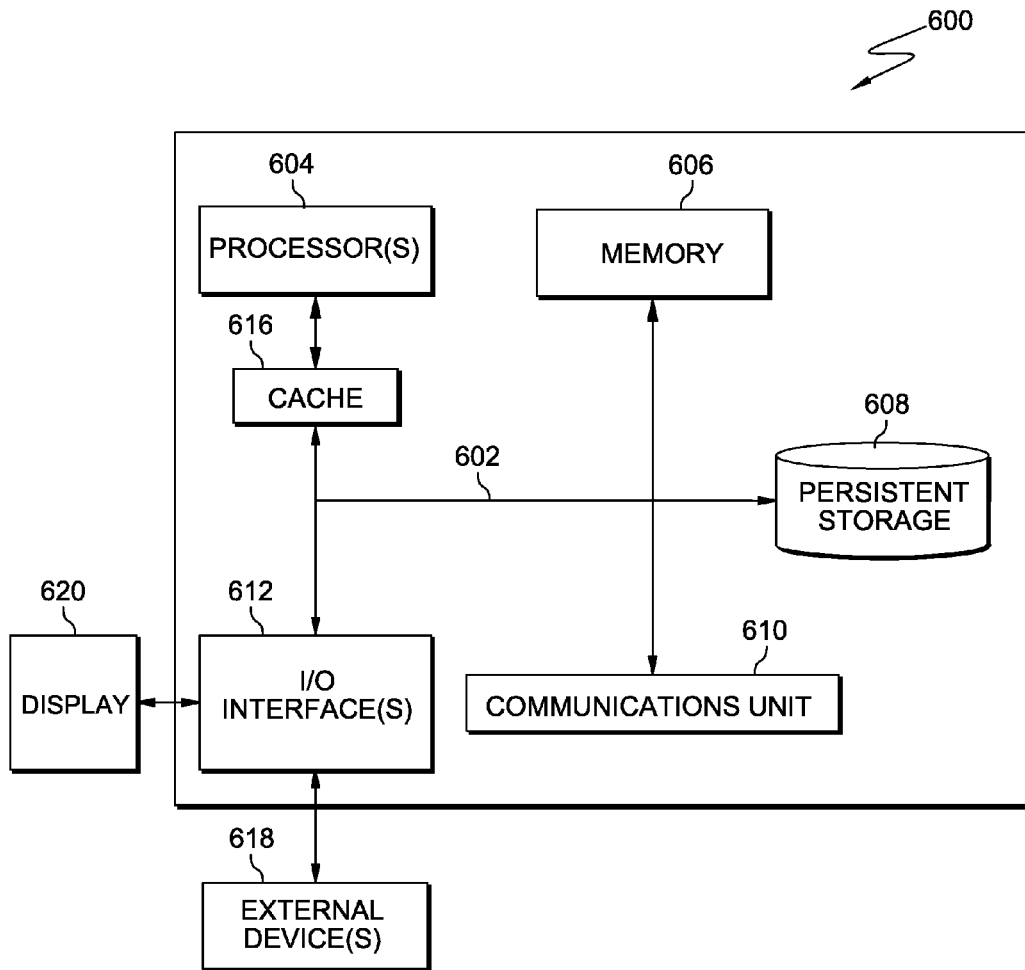 600
604
PROCESSOR(S)
606
MEMORY
616
CACHE
608
PERSISTENT
STORAGE
602
620
DISPLAY
612
I/O
INTERFACE(S)
610
COMMUNICATIONS UNIT
618
EXTERNAL
DEVICE(S)